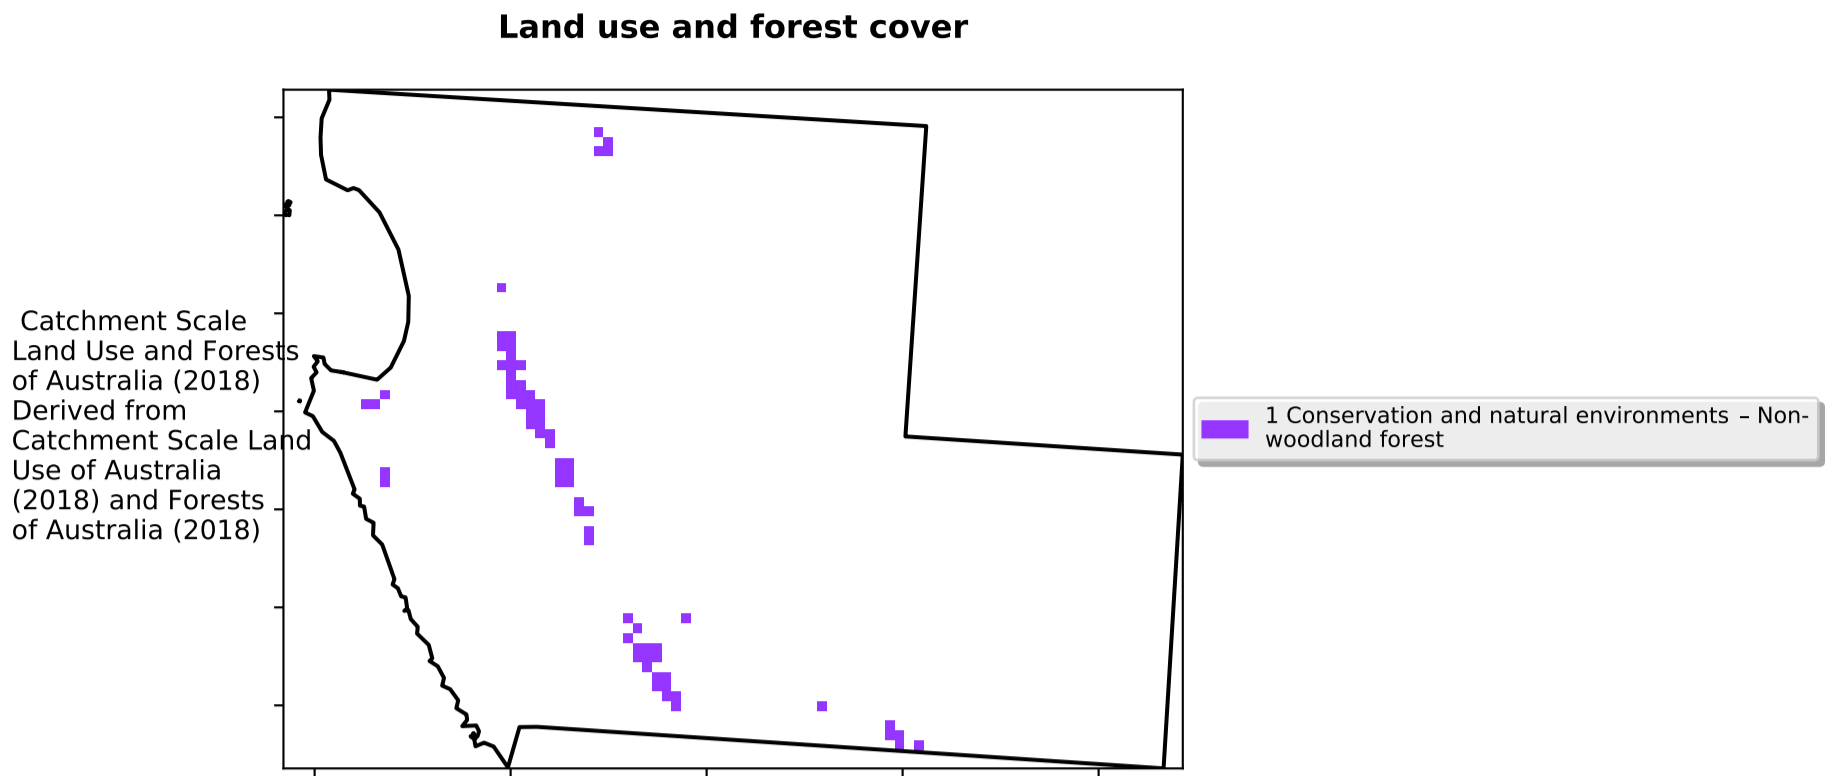 Land use and forest cover
Catchment Scale
Land Use and Forests
of Australia (2018)
Derived from
Catchment Scale Land
Use of Australia
(2018) and Forests
of Australia (2018)
1 Conservation and natural environments – Non-
woodland forest